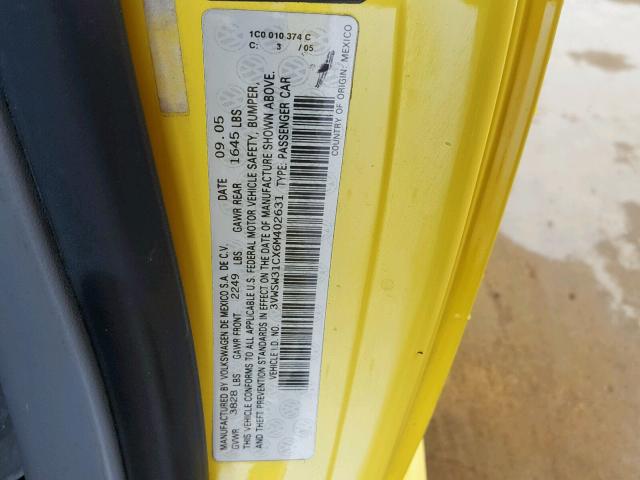 MANUFACTURED BY VOLKSWAGEN DE MEXICO S.A. DE C.V. DATE 09.05
GVWR 3828 LBS GAWR FRONT 2249 LBS GAWR REAR 1645 LBS
THIS VEHICLE CONFORMS TO ALL APPLICABLE U.S. FEDERAL MOTOR VEHICLE SAFETY, BUMPER,
AND THEFT PREVENTION STANDARDS IN EFFECT ON THE DATE OF MANUFACTURE SHOWN ABOVE.
VEHICLE I.D. NO. 3VWSW31CX6M402631 TYPE: PASSENGER CAR
1C0 010 374 C
C: 3 / 05
COUNTRY OF ORIGIN: MEXICO